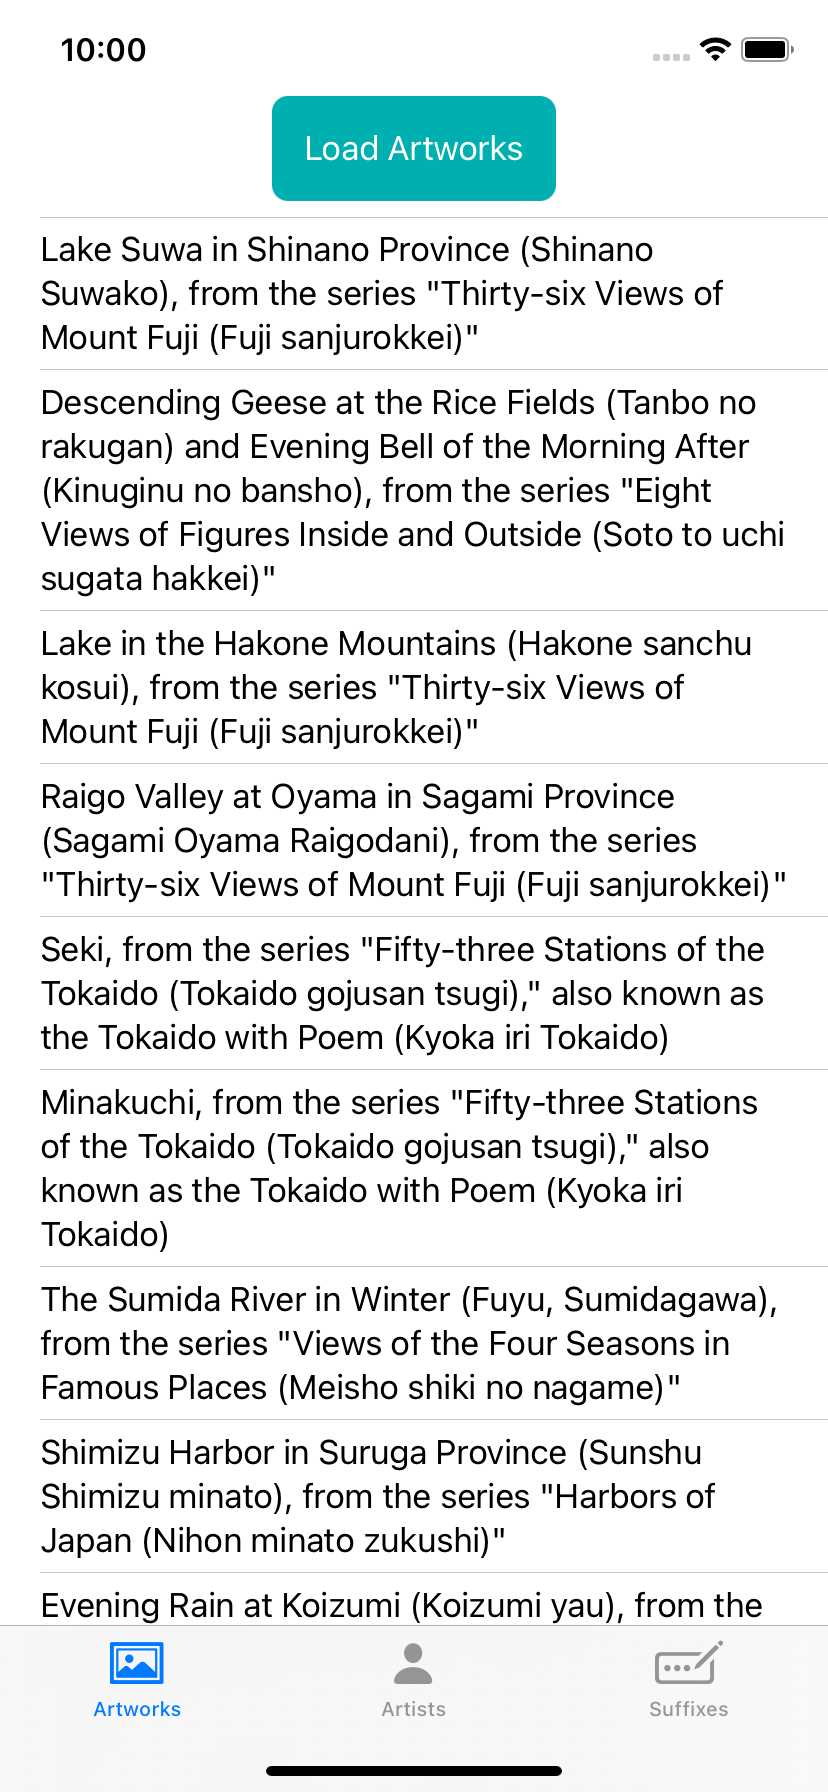 10:00
Load Artworks
Lake Suwa in Shinano Province (Shinano
Suwako), from the series "Thirty-six Views of
Mount Fuji (Fuji sanjurokkei)"
Descending Geese at the Rice Fields (Tanbo no
rakugan) and Evening Bell of the Morning After
(Kinuginu no bansho), from the series "Eight
Views of Figures Inside and Outside (Soto to uchi
sugata hakkei)"
Lake in the Hakone Mountains (Hakone sanchu
kosui), from the series "Thirty-six Views of
Mount Fuji (Fuji sanjurokkei)"
Raigo Valley at Oyama in Sagami Province
(Sagami Oyama Raigodani), from the series
"Thirty-six Views of Mount Fuji (Fuji sanjurokkei)"
Seki, from the series "Fifty-three Stations of the
Tokaido (Tokaido gojusan tsugi)," also known as
the Tokaido with Poem (Kyoka iri Tokaido)
Minakuchi, from the series "Fifty-three Stations
of the Tokaido (Tokaido gojusan tsugi)," also
known as the Tokaido with Poem (Kyoka iri
Tokaido)
The Sumida River in Winter (Fuyu, Sumidagawa),
from the series "Views of the Four Seasons in
Famous Places (Meisho shiki no nagame)"
Shimizu Harbor in Suruga Province (Sunshu
Shimizu minato), from the series "Harbors of
Japan (Nihon minato zukushi)"
Evening Rain at Koizumi (Koizumi yau), from the
Artworks
Artists
Suffixes